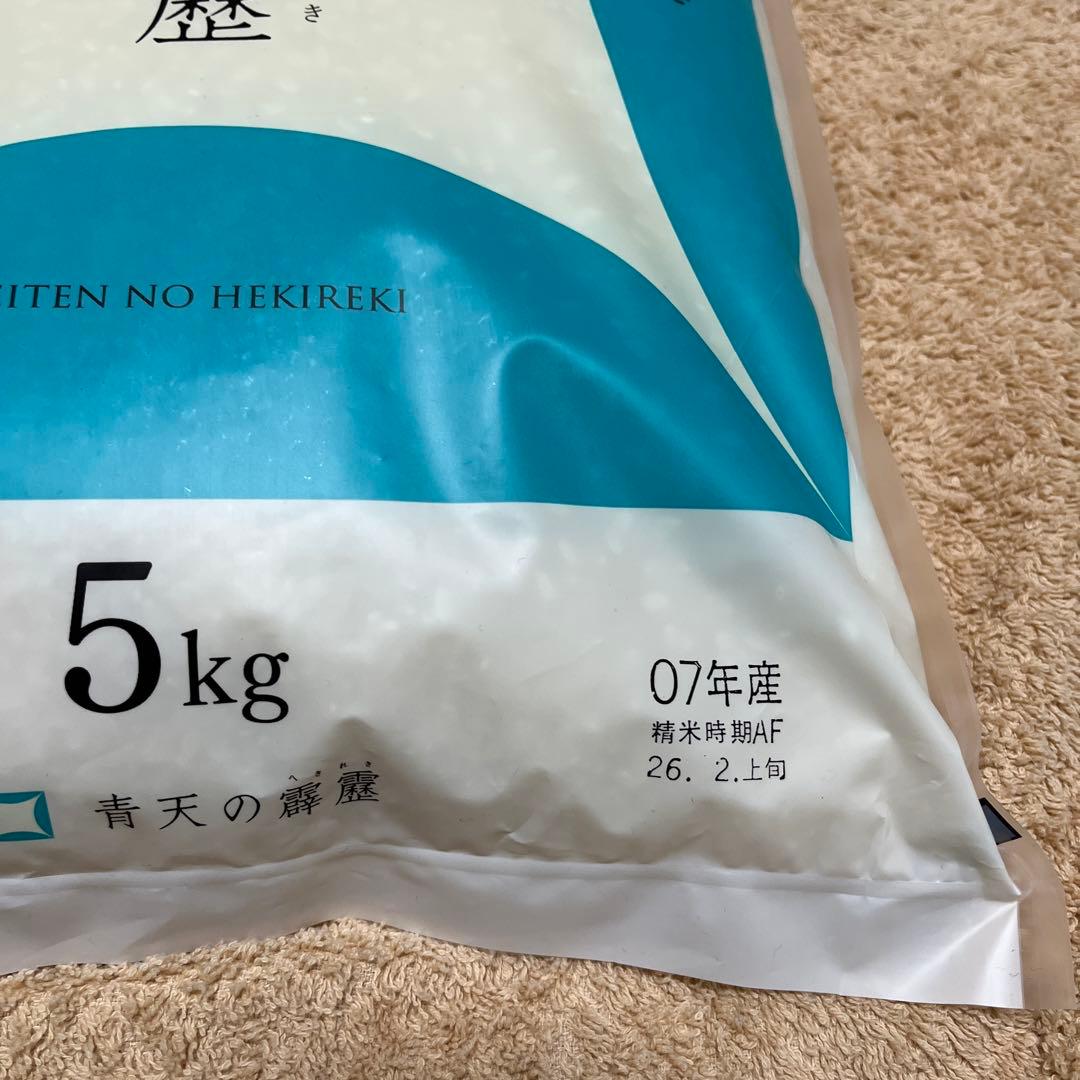 靂
き
EITEN NO HEKIREKI
5kg
07年産
精米時期AF
26. 2.上旬
へきれき
青天の霹靂